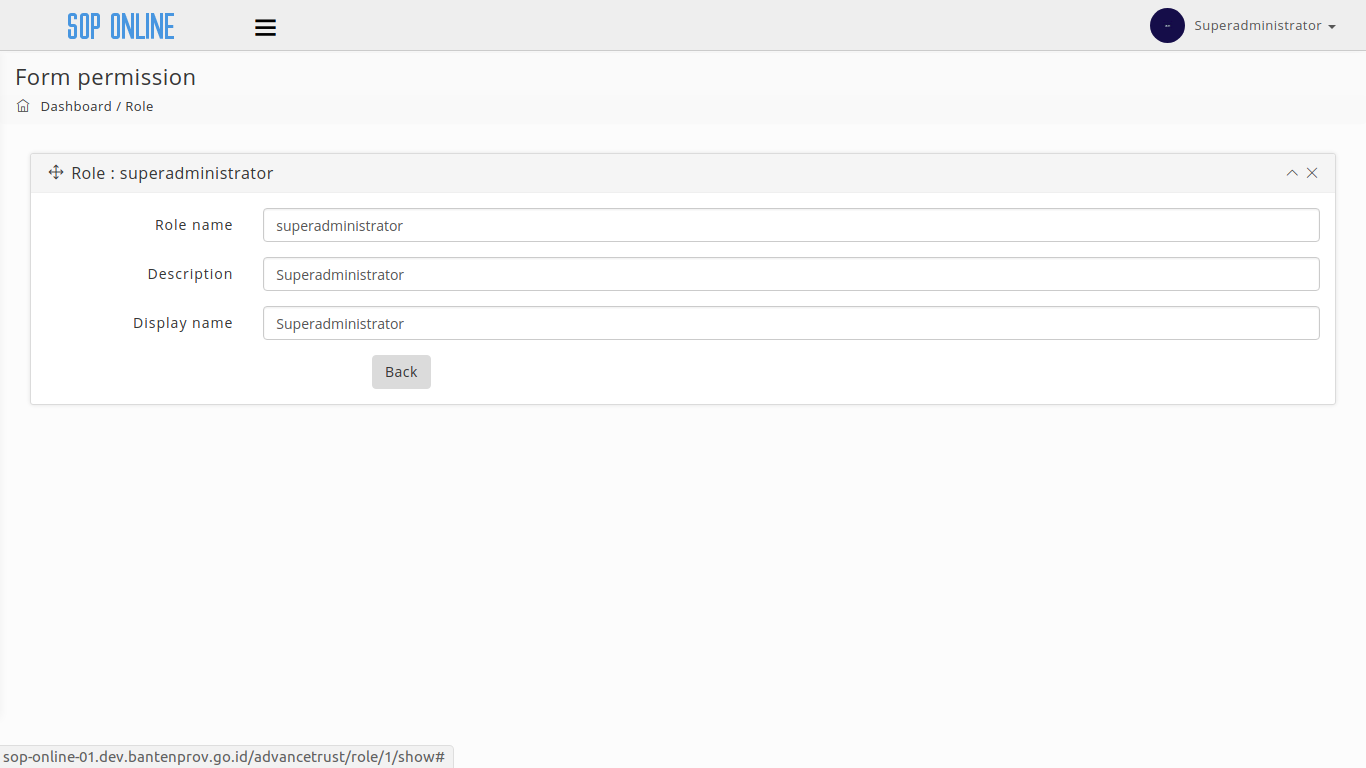 SOP ONLINE
Superadministrator
Form permission
Dashboard / Role
Role : superadministrator
Role name
superadministrator
Description
Superadministrator
Display name
Superadministrator
Back
sop-online-01.dev.bantenprov.go.id/advancetrust/role/1/show#